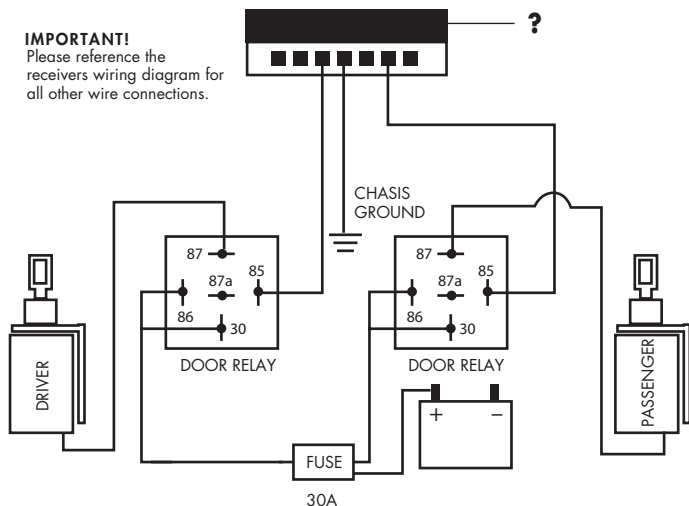 ?
IMPORTANT!
Please reference the
receivers wiring diagram for
all other wire connections.
CHASIS
GROUND
87
87a
85
86
30
DOOR RELAY
87
87a
85
86
30
DOOR RELAY
DRIVER
PASSENGER
+ −
FUSE
30A